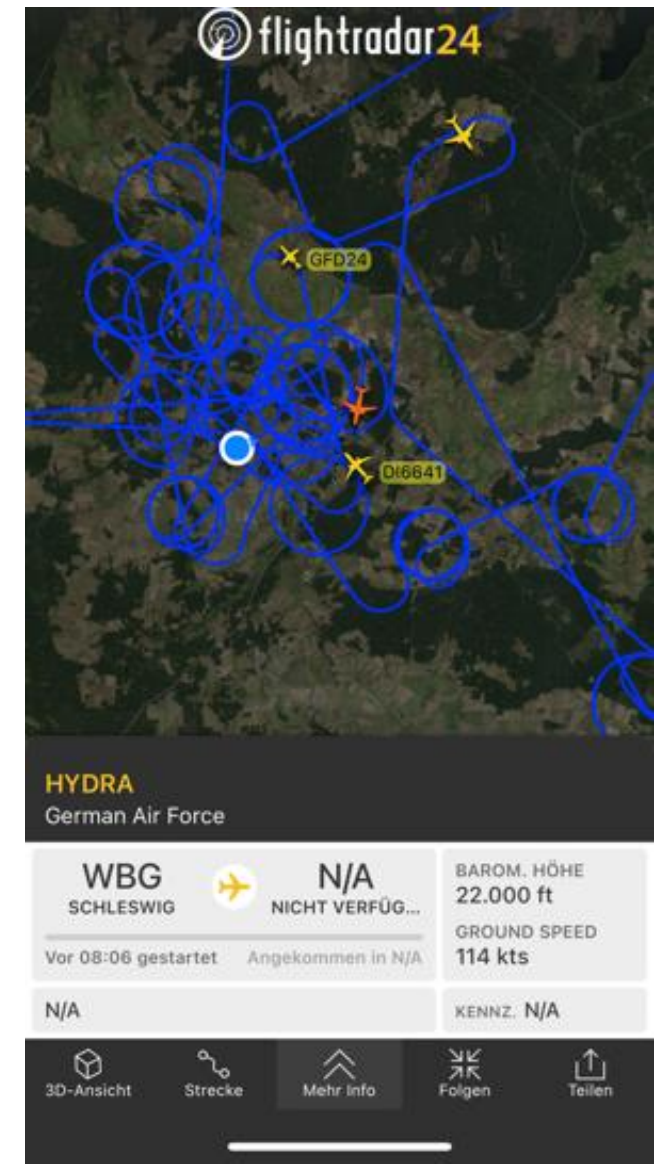 flightradar24
GFD24
DI6641
HYDRA
German Air Force
WBG
SCHLESWIG
N/A
NICHT VERFÜG...
BAROM. HÖHE
22.000 ft
GROUND SPEED
114 kts
Vor 08:06 gestartet
Angekommen in N/A
N/A
KENNZ. N/A
3D-Ansicht
Strecke
Mehr Info
Folgen
Teilen